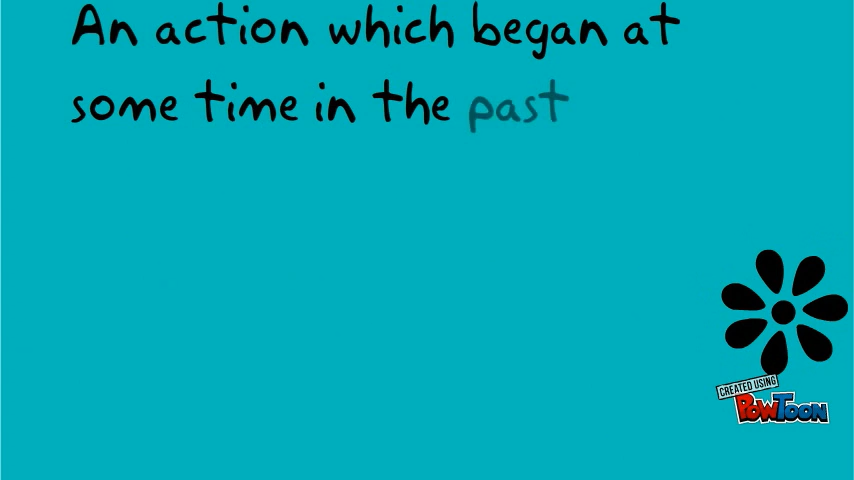 An action which began at
some time in the past
CREATED USING
POWTOON